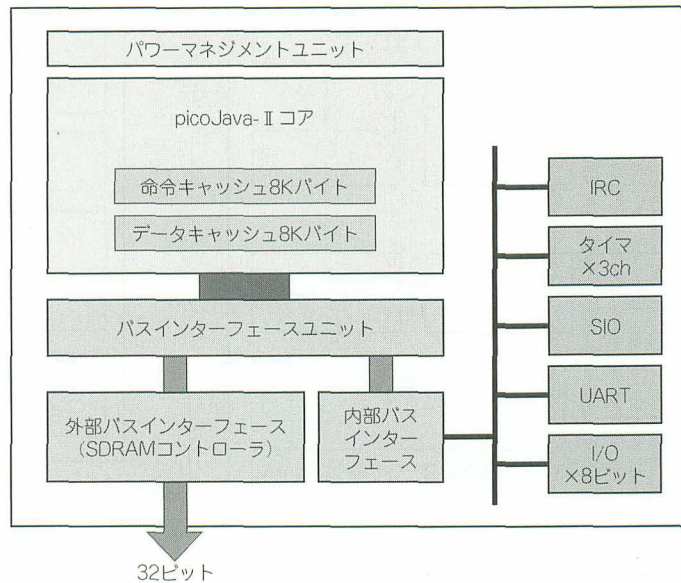 パワーマネジメントユニット
picoJava-Ⅱ コア
命令キャッシュ8Kバイト
データキャッシュ8Kバイト
バスインターフェースユニット
外部バスインターフェース
（SDRAMコントローラ）
内部バス
インター
フェース
IRC
タイマ
×3ch
SIO
UART
I/O
×8ビット
32ビット